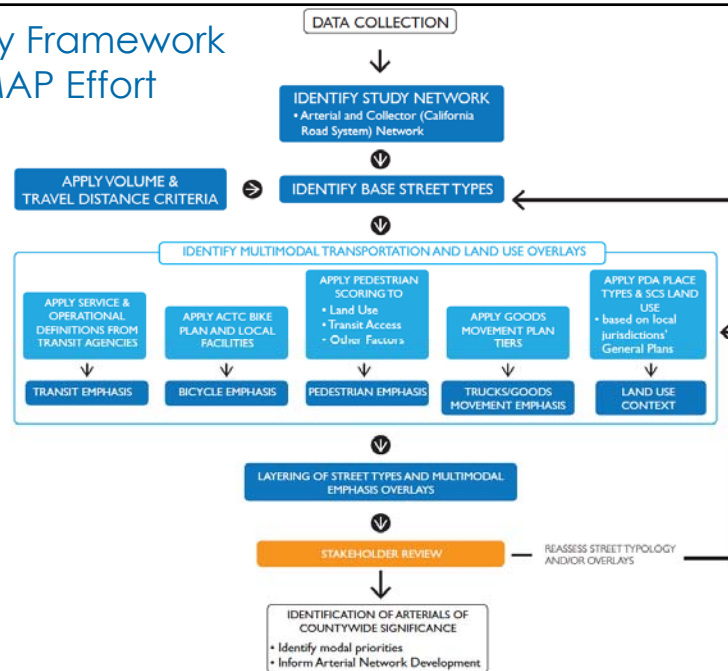 y Framework
MAP Effort
DATA COLLECTION
IDENTIFY STUDY NETWORK
• Arterial and Collector (California
Road System) Network
APPLY VOLUME &
TRAVEL DISTANCE CRITERIA
IDENTIFY BASE STREET TYPES
IDENTIFY MULTIMODAL TRANSPORTATION AND LAND USE OVERLAYS
APPLY SERVICE &
OPERATIONAL
DEFINITIONS FROM
TRANSIT AGENCIES
TRANSIT EMPHASIS
APPLY ACTC BIKE
PLAN AND LOCAL
FACILITIES
BICYCLE EMPHASIS
APPLY PEDESTRIAN
SCORING TO
• Land Use
• Transit Access
• Other Factors
PEDESTRIAN EMPHASIS
APPLY GOODS
MOVEMENT PLAN
TIERS
TRUCKS/GOODS
MOVEMENT EMPHASIS
APPLY PDA PLACE
TYPES & SCS LAND
USE
• based on local
jurisdictions'
General Plans
LAND USE
CONTEXT
LAYERING OF STREET TYPES AND MULTIMODAL
EMPHASIS OVERLAYS
STAKEHOLDER REVIEW
REASSESS STREET TYPOLOGY
AND/OR OVERLAYS
IDENTIFICATION OF ARTERIALS OF
COUNTYWIDE SIGNIFICANCE
• Identify modal priorities
• Inform Arterial Network Development